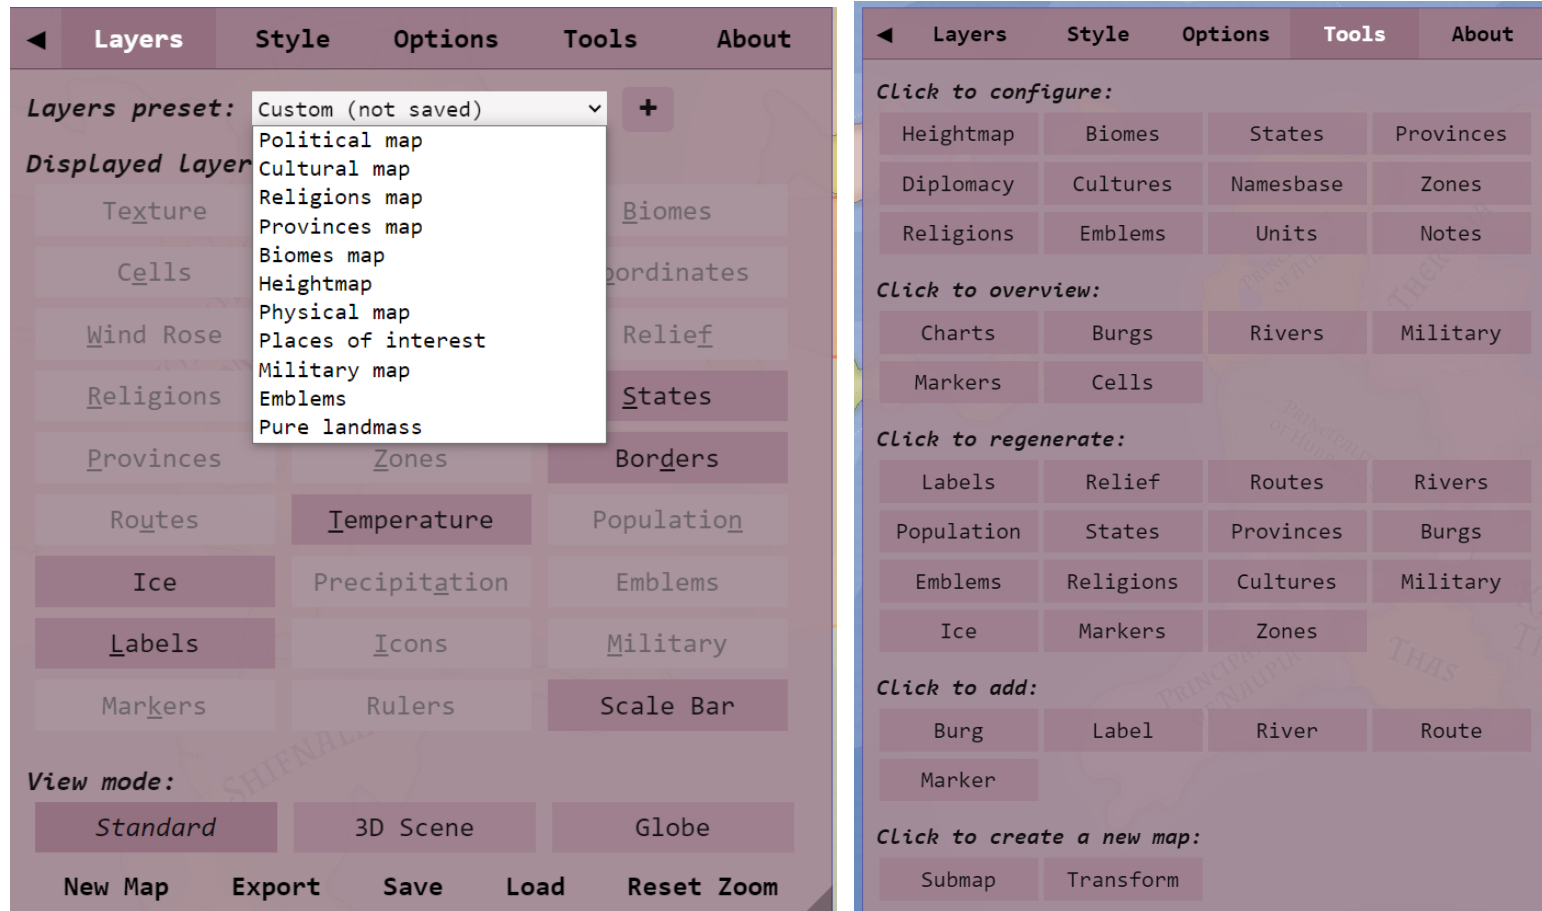 ◀ Layers Style Options Tools About
Layers preset: Custom (not saved) +
Political map
Cultural map
Religions map
Provinces map
Biomes map
Heightmap
Physical map
Places of interest
Military map
Emblems
Pure landmass
Displayed layer
Texture Biomes
Cells oordinates
Wind Rose Relief
Religions States
Provinces Zones Borders
Routes Temperature Population
Ice Precipitation Emblems
Labels Icons Military
Markers Rulers Scale Bar
SHIFNAL
View mode:
Standard 3D Scene Globe
New Map Export Save Load Reset Zoom
◀ Layers Style Options Tools About
Click to configure:
Heightmap Biomes States Provinces
Diplomacy Cultures Namesbase Zones
Religions Emblems Units Notes
Click to overview:
Charts Burgs Rivers Military
Markers Cells
Click to regenerate:
Labels Relief Routes Rivers
Population States Provinces Burgs
Emblems Religions Cultures Military
Ice Markers Zones
THAS
Click to add:
Burg Label River Route
Marker
Click to create a new map:
Submap Transform